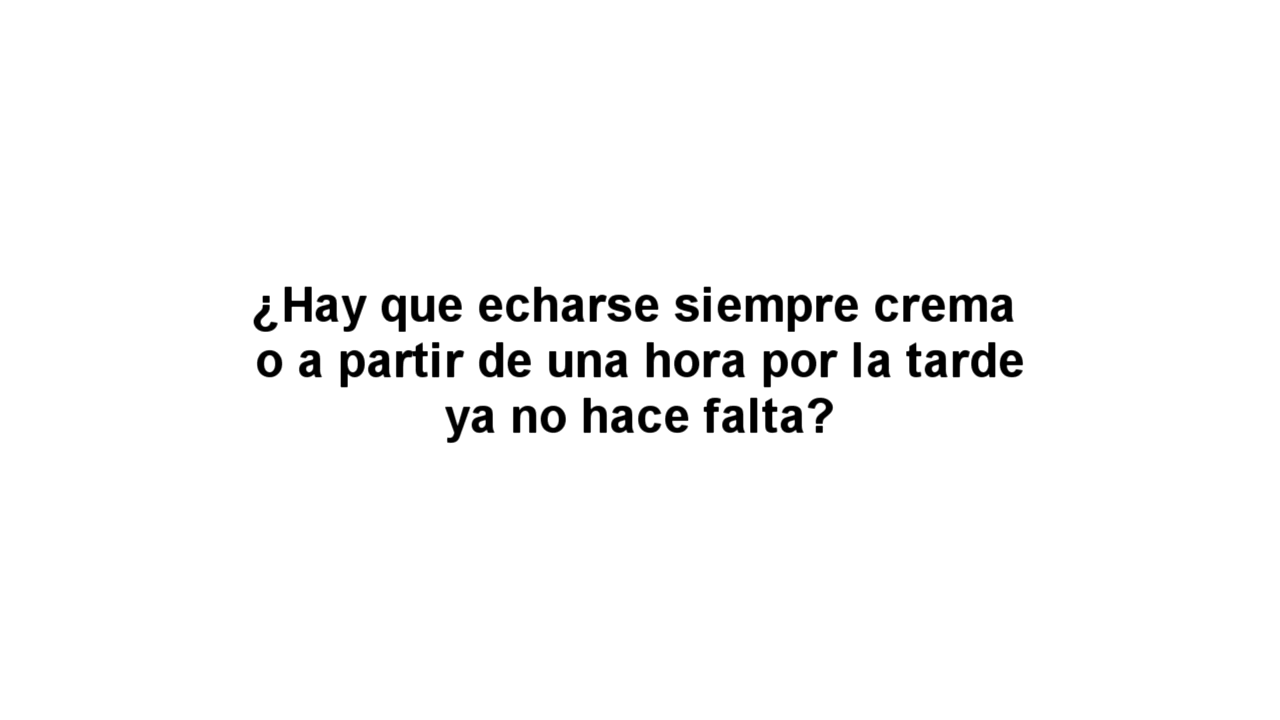 ¿Hay que echarse siempre crema
o a partir de una hora por la tarde
ya no hace falta?